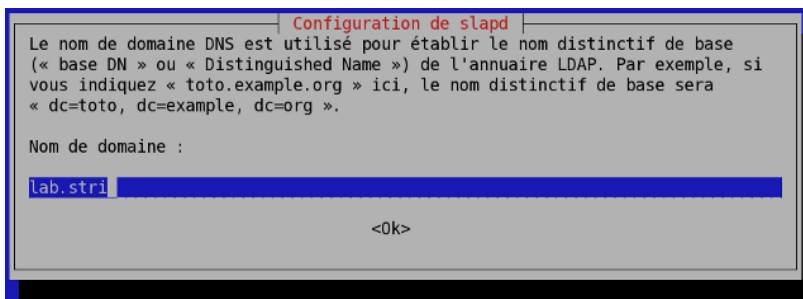 Configuration de slapd
Le nom de domaine DNS est utilisé pour établir le nom distinctif de base
(« base DN » ou « Distinguished Name ») de l'annuaire LDAP. Par exemple, si
vous indiquez « toto.example.org » ici, le nom distinctif de base sera
« dc=toto, dc=example, dc=org ».
Nom de domaine :
lab.stri
<Ok>